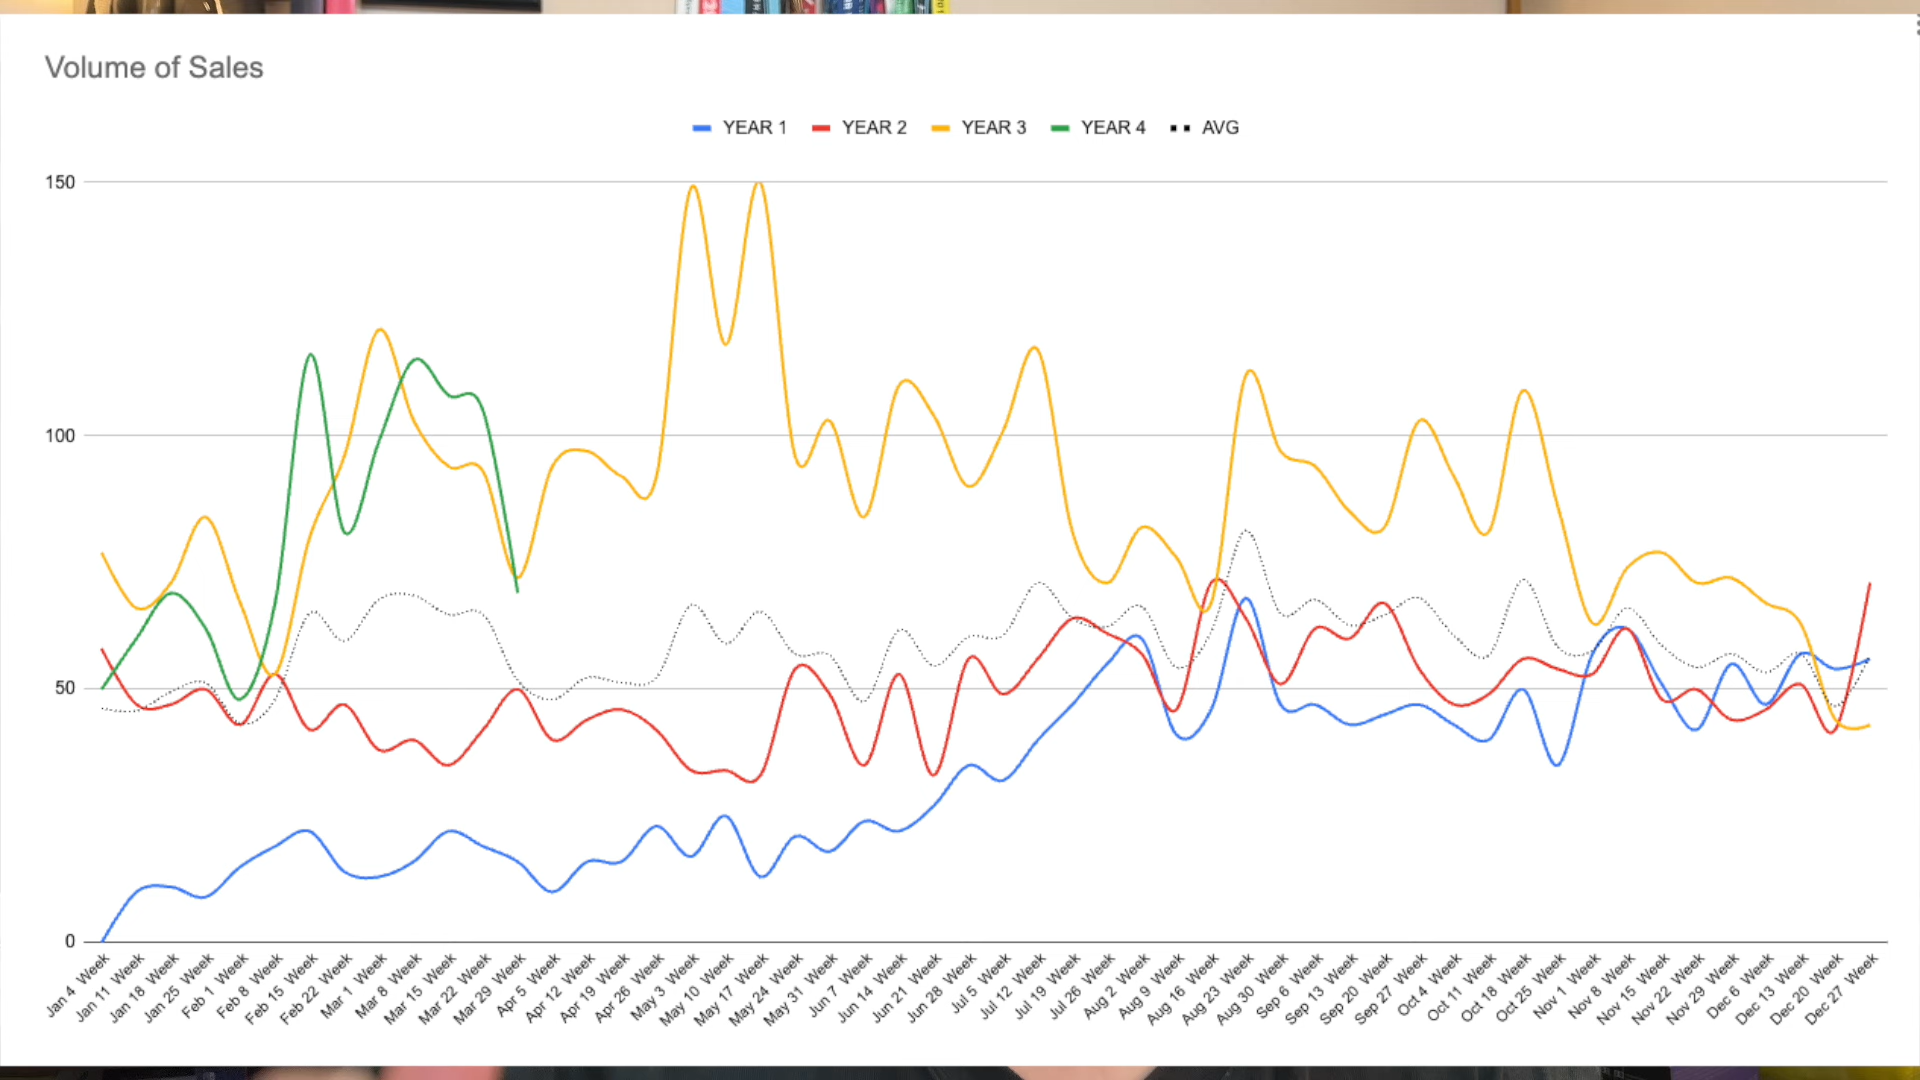 Volume of Sales
YEAR 1 YEAR 2 YEAR 3 YEAR 4 AVG
150
100
50
0
Jan 4 Week
Jan 11 Week
Jan 18 Week
Jan 25 Week
Feb 1 Week
Feb 8 Week
Feb 15 Week
Feb 22 Week
Mar 1 Week
Mar 8 Week
Mar 15 Week
Mar 22 Week
Mar 29 Week
Apr 5 Week
Apr 12 Week
Apr 19 Week
Apr 26 Week
May 3 Week
May 10 Week
May 17 Week
May 24 Week
May 31 Week
Jun 7 Week
Jun 14 Week
Jun 21 Week
Jun 28 Week
Jul 5 Week
Jul 12 Week
Jul 19 Week
Jul 26 Week
Aug 2 Week
Aug 9 Week
Aug 16 Week
Aug 23 Week
Aug 30 Week
Sep 6 Week
Sep 13 Week
Sep 20 Week
Sep 27 Week
Oct 4 Week
Oct 11 Week
Oct 18 Week
Oct 25 Week
Nov 1 Week
Nov 8 Week
Nov 15 Week
Nov 22 Week
Nov 29 Week
Dec 6 Week
Dec 13 Week
Dec 20 Week
Dec 27 Week